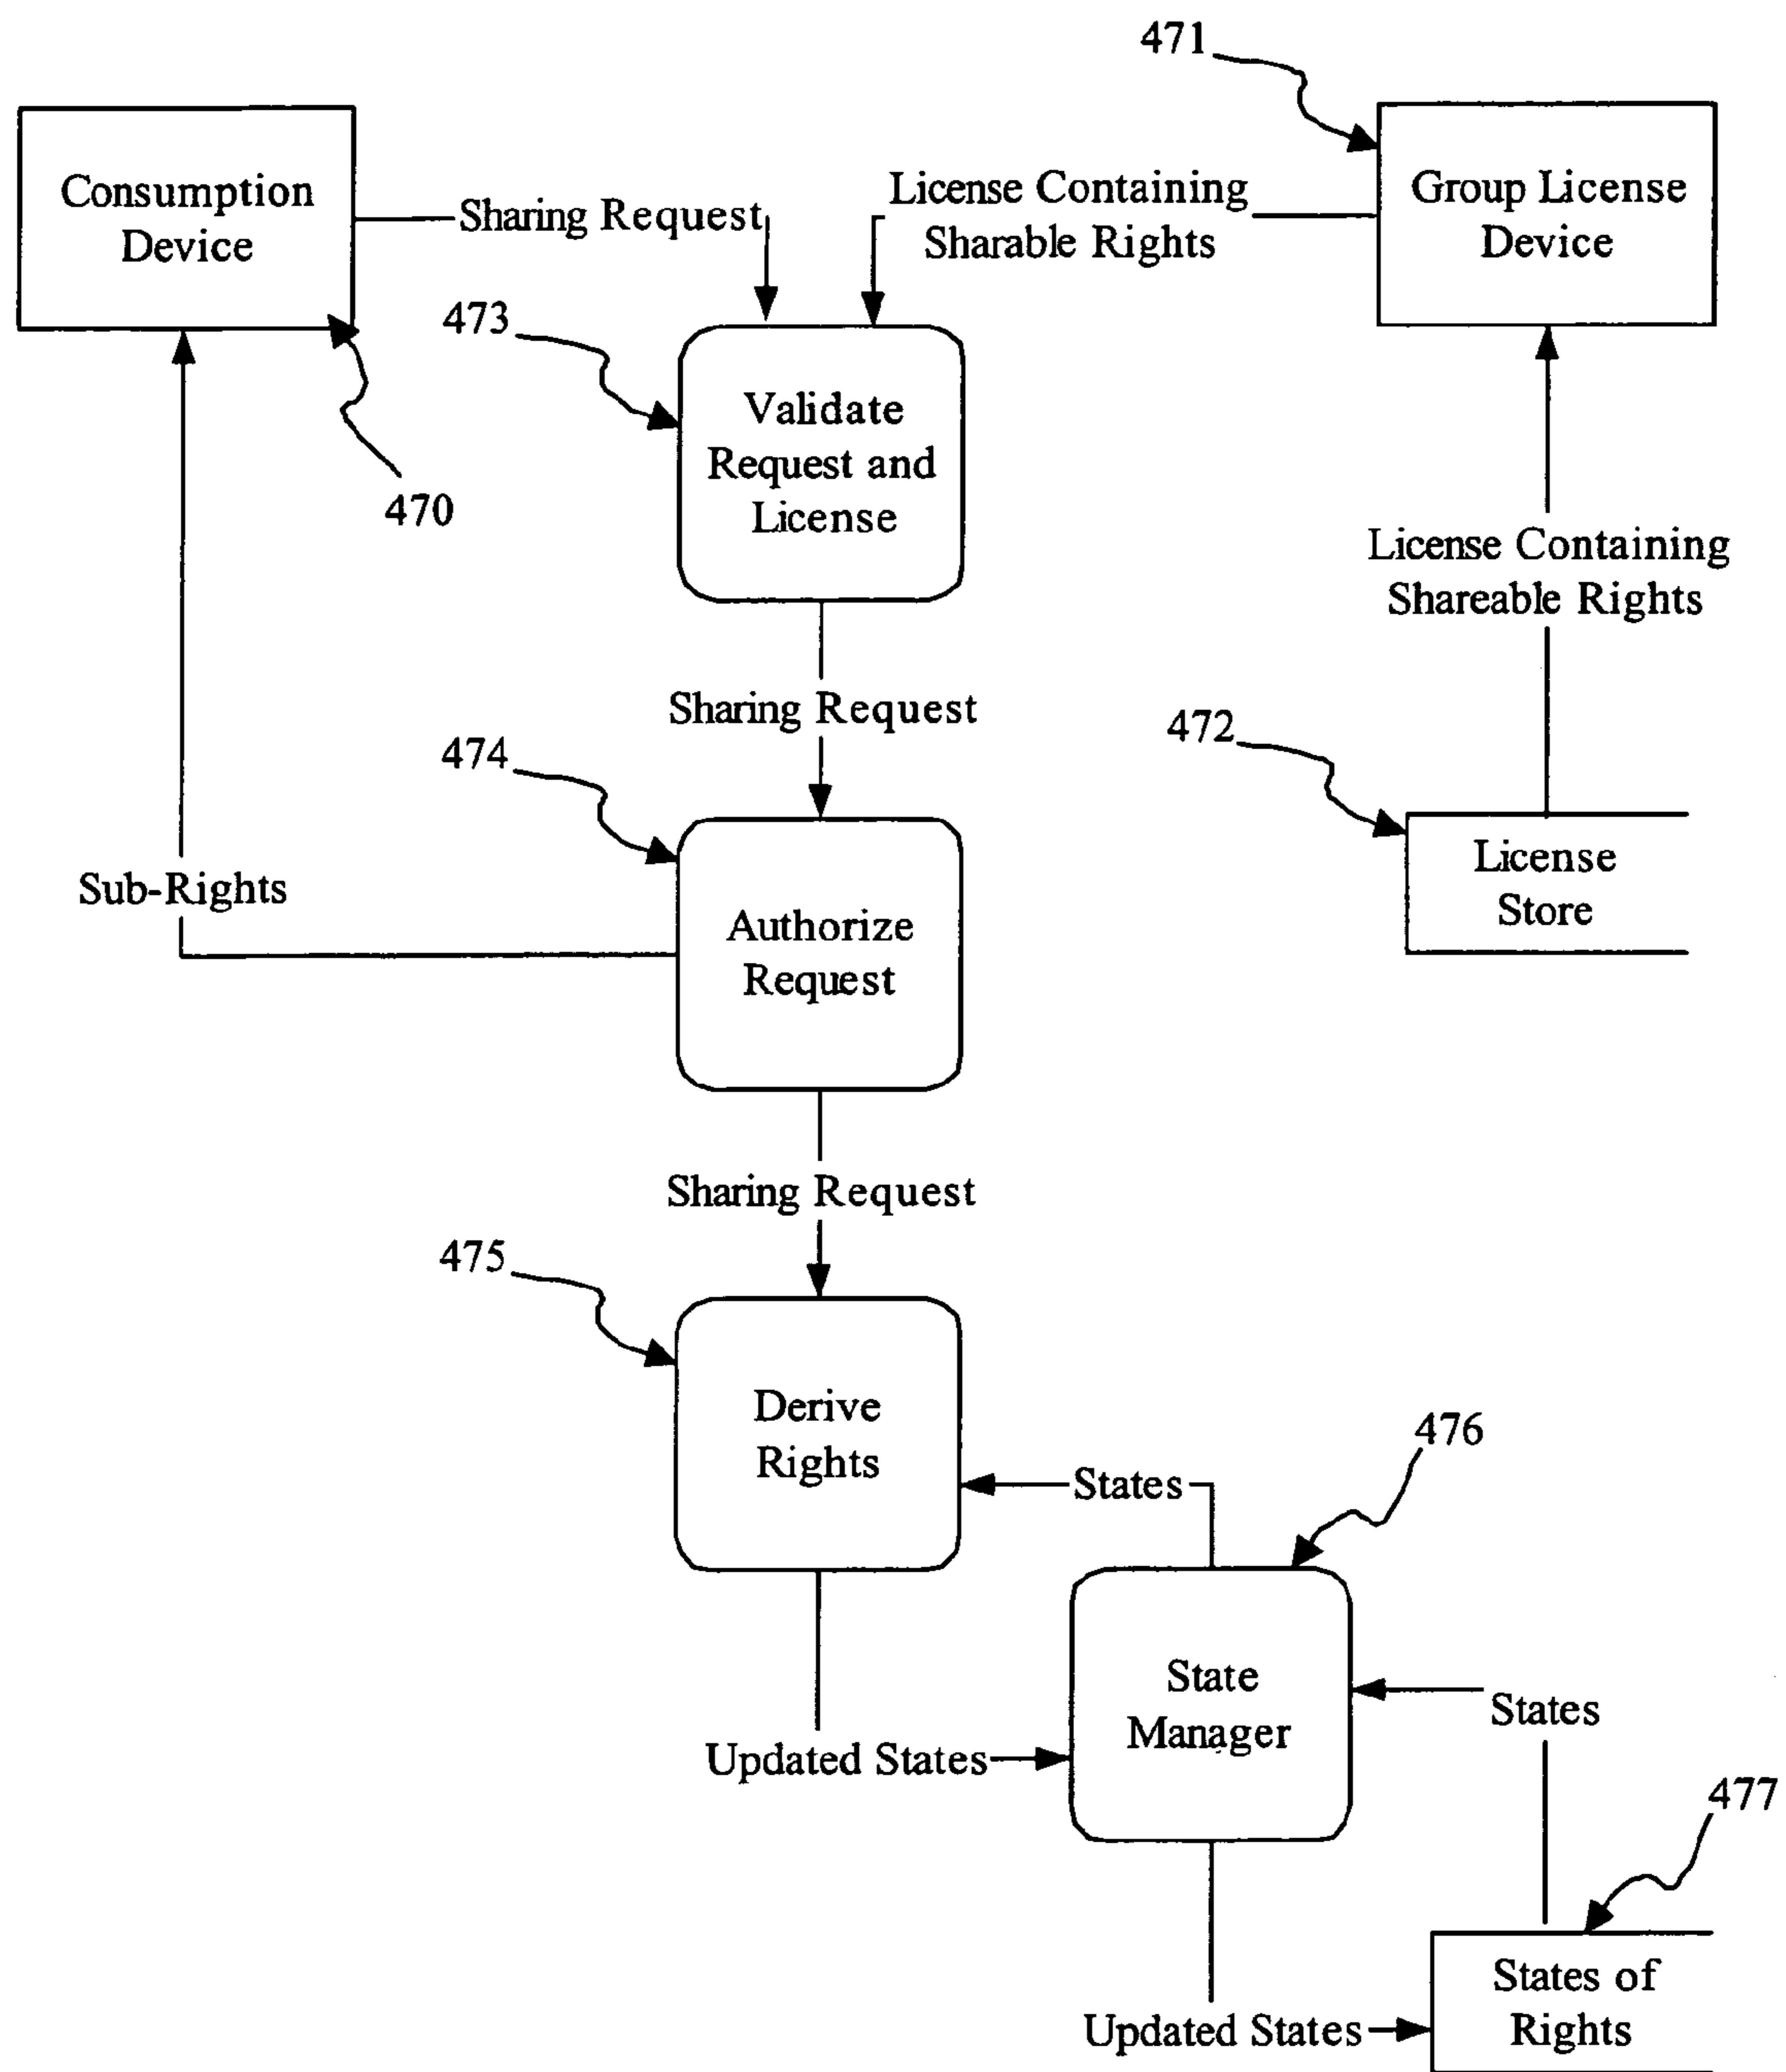 471
Consumption
Device
Sharing Request
License Containing
Sharable Rights
Group License
Device
473
470
Validate
Request and
License
License Containing
Shareable Rights
Sharing Request
472
474
License
Store
Sub-Rights
Authorize
Request
Sharing Request
475
Derive
Rights
476
States
State
Manager
States
Updated States
477
States of
Rights
Updated States